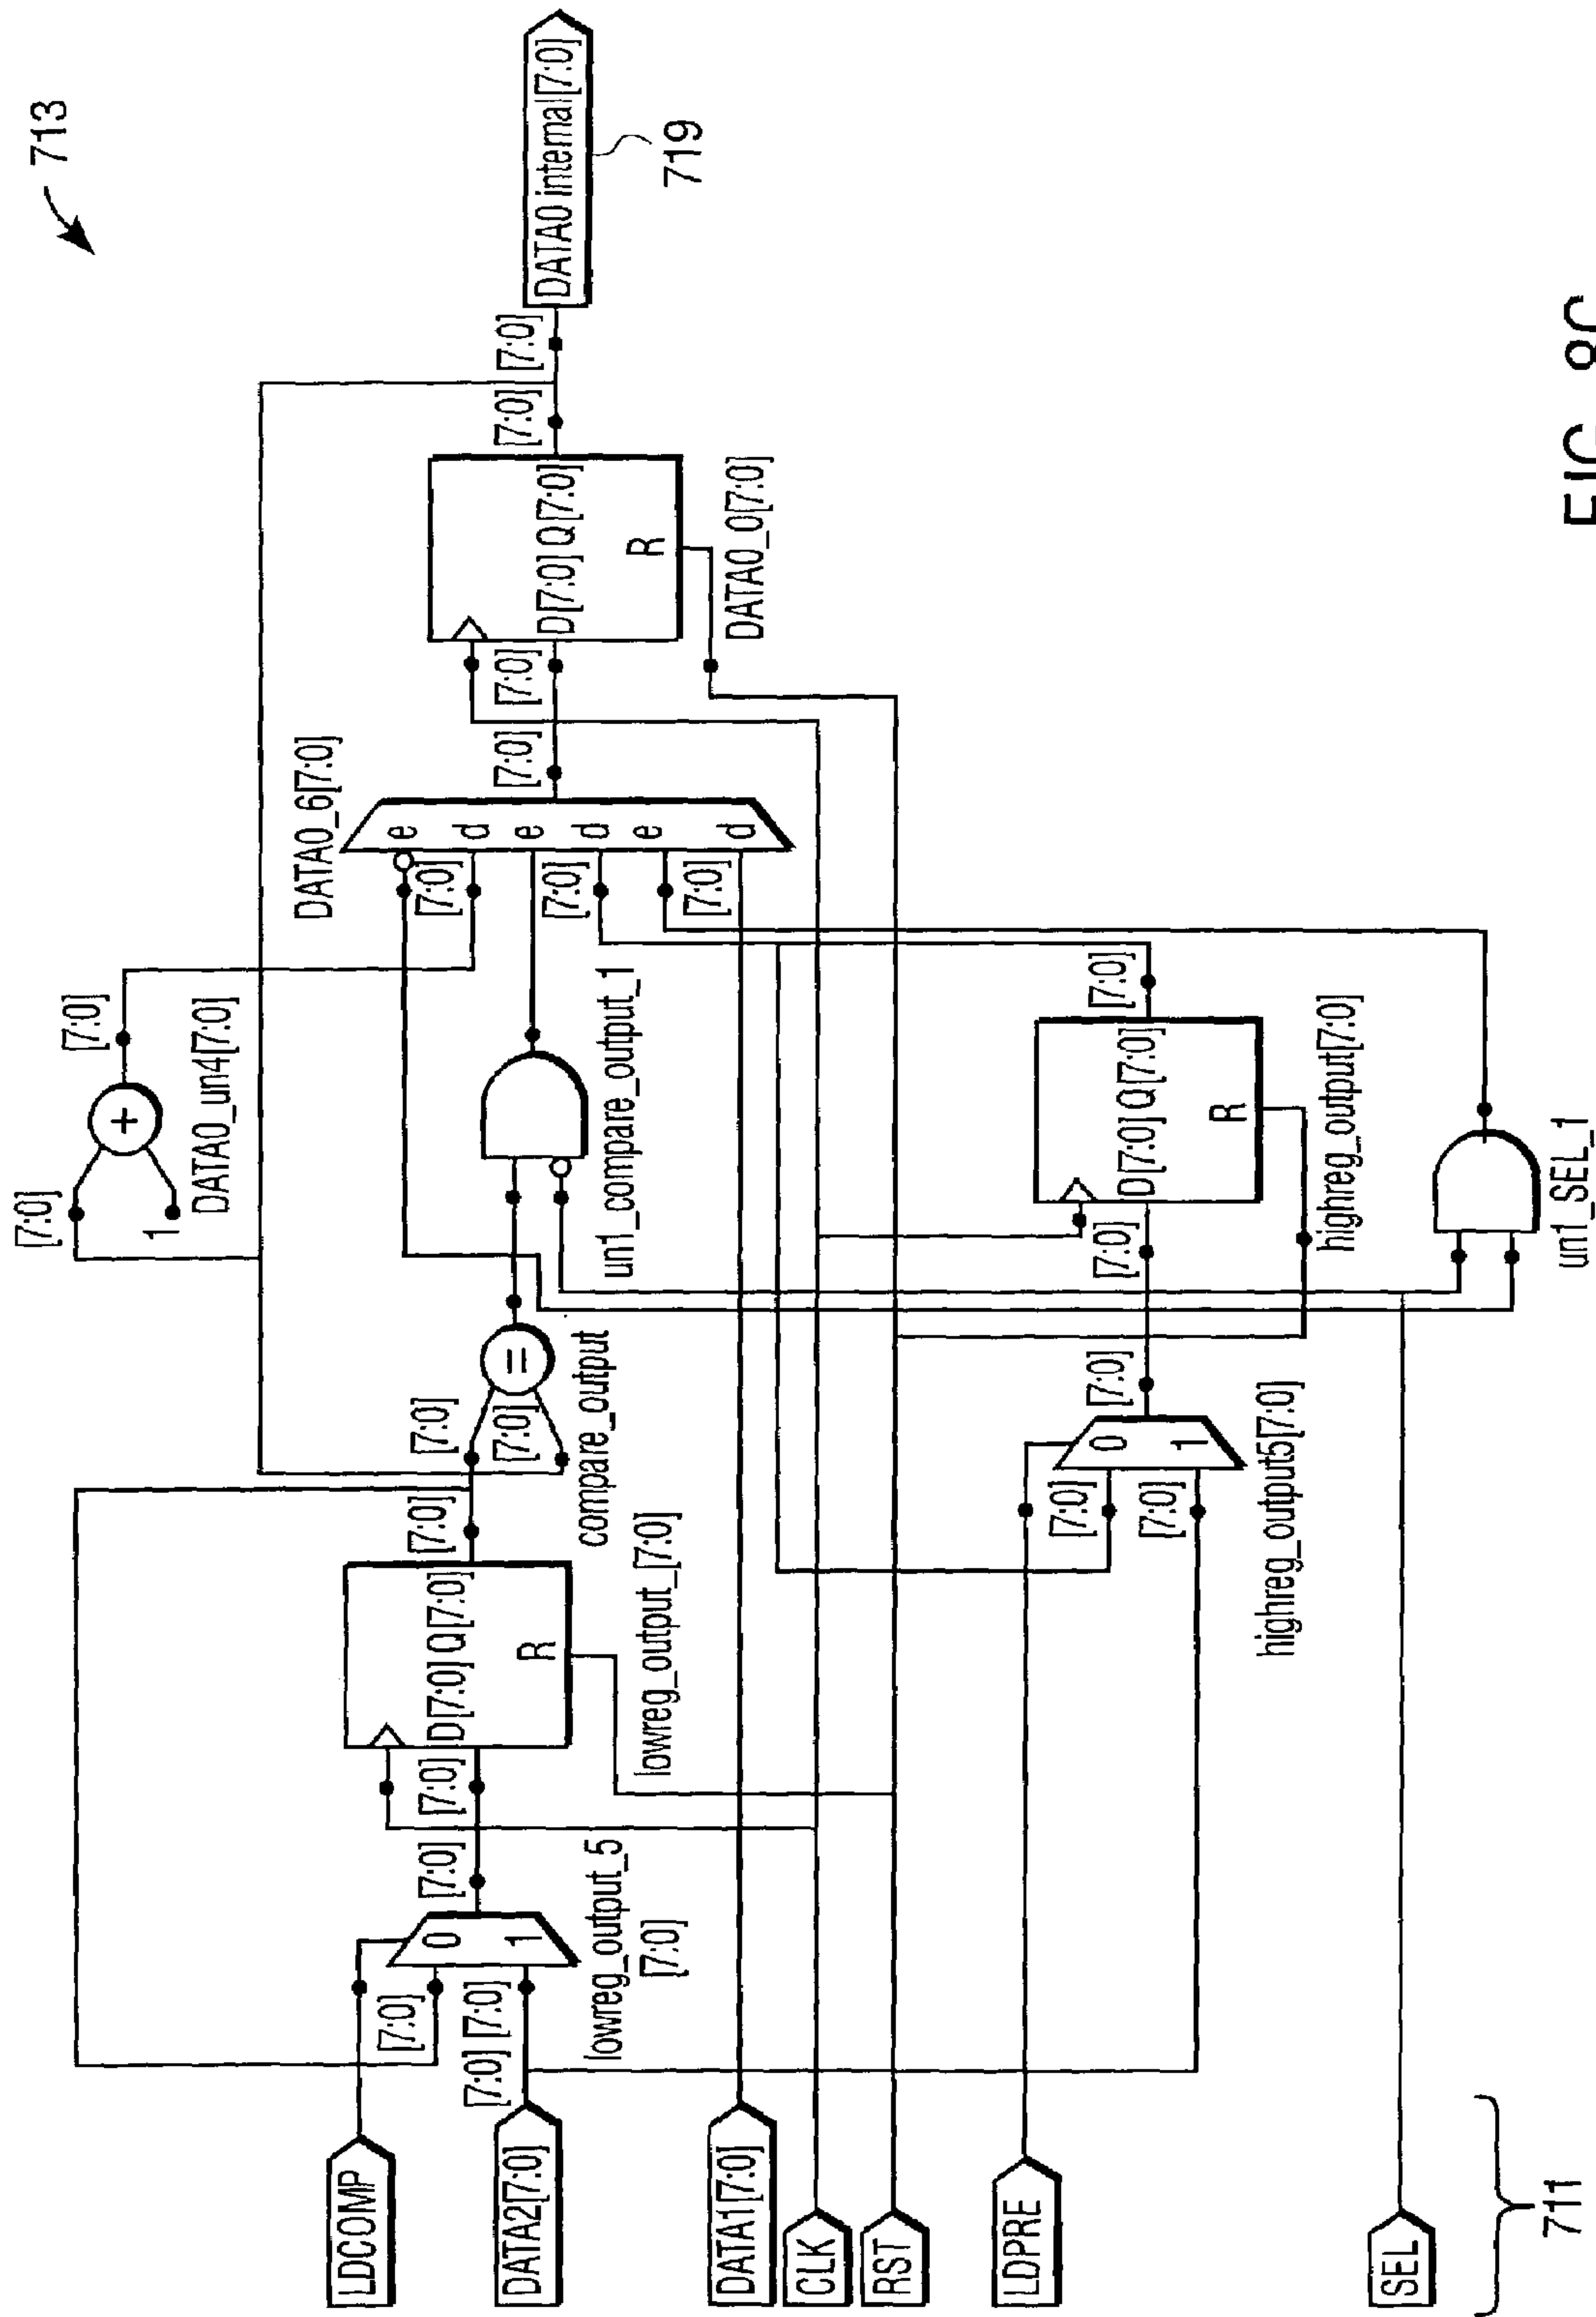 713
DATA0 internal[7:0]
719
[7:0]
[7:0]
D[7:0] Q[7:0]
R
DATA0_0[7:0]
[7:0]
[7:0]
DATA0_6[7:0]
e
d
e
d
e
d
[7:0]
[7:0]
[7:0]
[7:0]
+
[7:0]
1
DATA0_un4[7:0]
un1_compare_output_1
=
compare_output
[7:0]
[7:0]
[7:0]
D[7:0] Q[7:0]
R
lowreg_output_[7:0]
[7:0]
[7:0]
0
1
lowreg_output_5
[7:0]
[7:0]
[7:0]
[7:0]
[7:0]
D[7:0] Q[7:0]
R
highreg_output[7:0]
[7:0]
[7:0]
0
1
[7:0]
[7:0]
highreg_output5[7:0]
un1_SEL_1
LDCOMP
DATA2[7:0]
DATA1[7:0]
CLK
RST
LDPRE
SEL
711